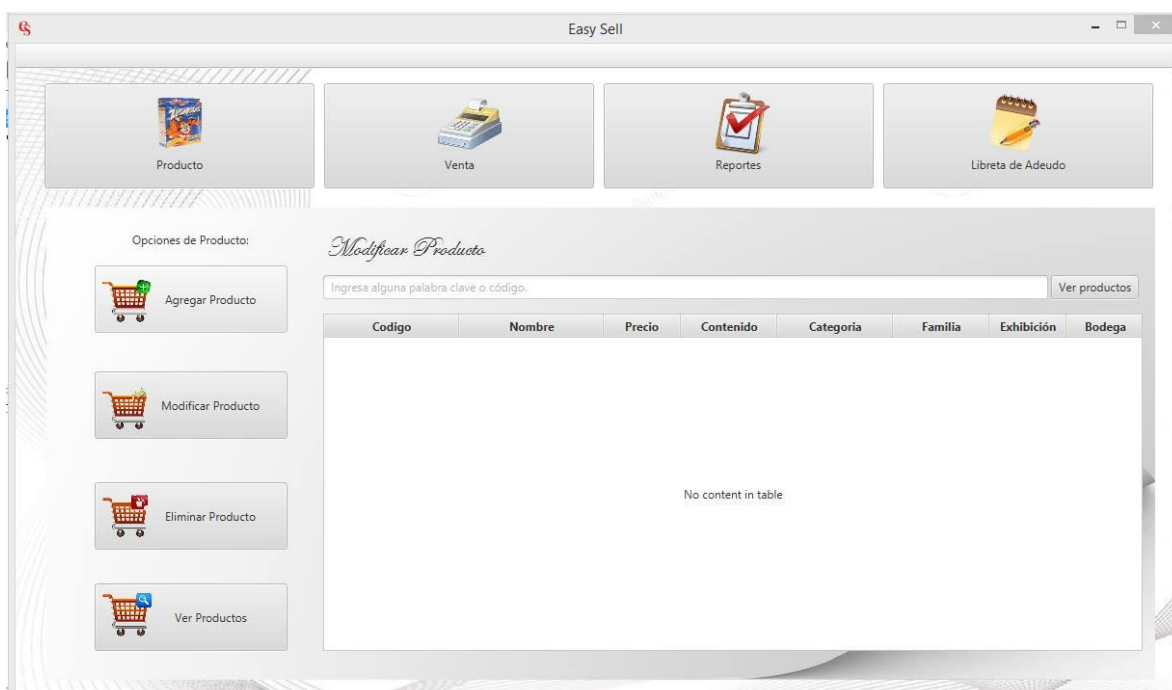 Easy Sell
Producto
Venta
Reportes
Libreta de Adeudo
Opciones de Producto:
Agregar Producto
Modificar Producto
Eliminar Producto
Ver Productos
Modificar Producto
Ingresa alguna palabra clave o código.
Ver productos
Codigo Nombre Precio Contenido Categoria Familia Exhibición Bodega
No content in table